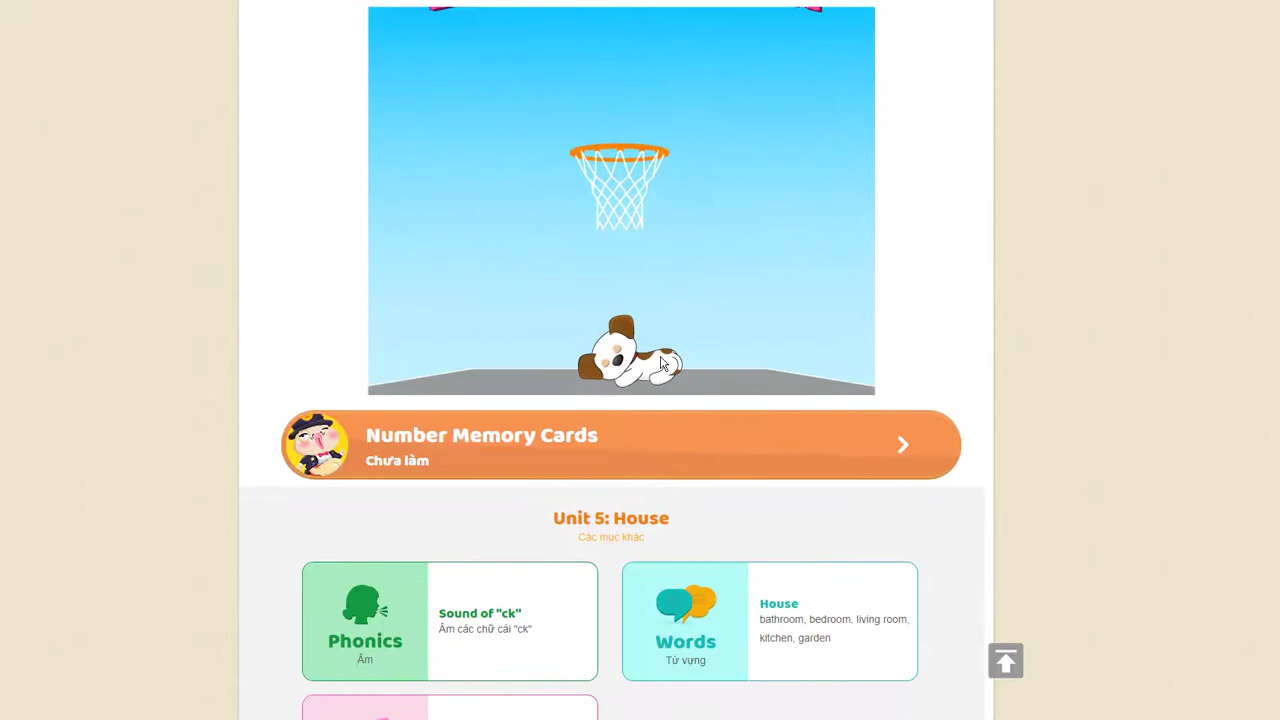 Number Memory Cards
Chưa làm
Unit 5: House
Các mục khác
Phonics
Âm
Sound of "ck"
Âm các chữ cái "ck"
Words
Từ vựng
House
bathroom, bedroom, living room,
kitchen, garden